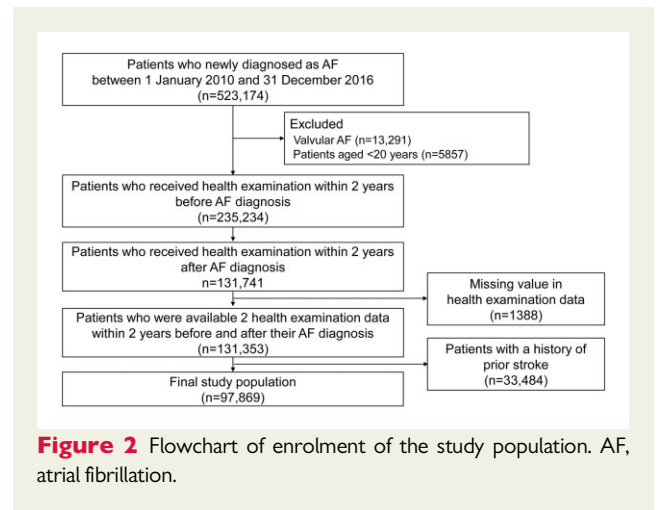 Patients who newly diagnosed as AF
between 1 January 2010 and 31 December 2016
(n=523,174)
Excluded
Valvular AF (n=13,291)
Patients aged <20 years (n=5857)
Patients who received health examination within 2 years
before AF diagnosis
(n=235,234)
Patients who received health examination within 2 years
after AF diagnosis
n=131,741
Missing value in
health examination data
(n=1388)
Patients who were available 2 health examination data
within 2 years before and after their AF diagnosis
(n=131,353)
Patients with a history of
prior stroke
(n=33,484)
Final study population
(n=97,869)
Figure 2 Flowchart of enrolment of the study population. AF,
atrial fibrillation.